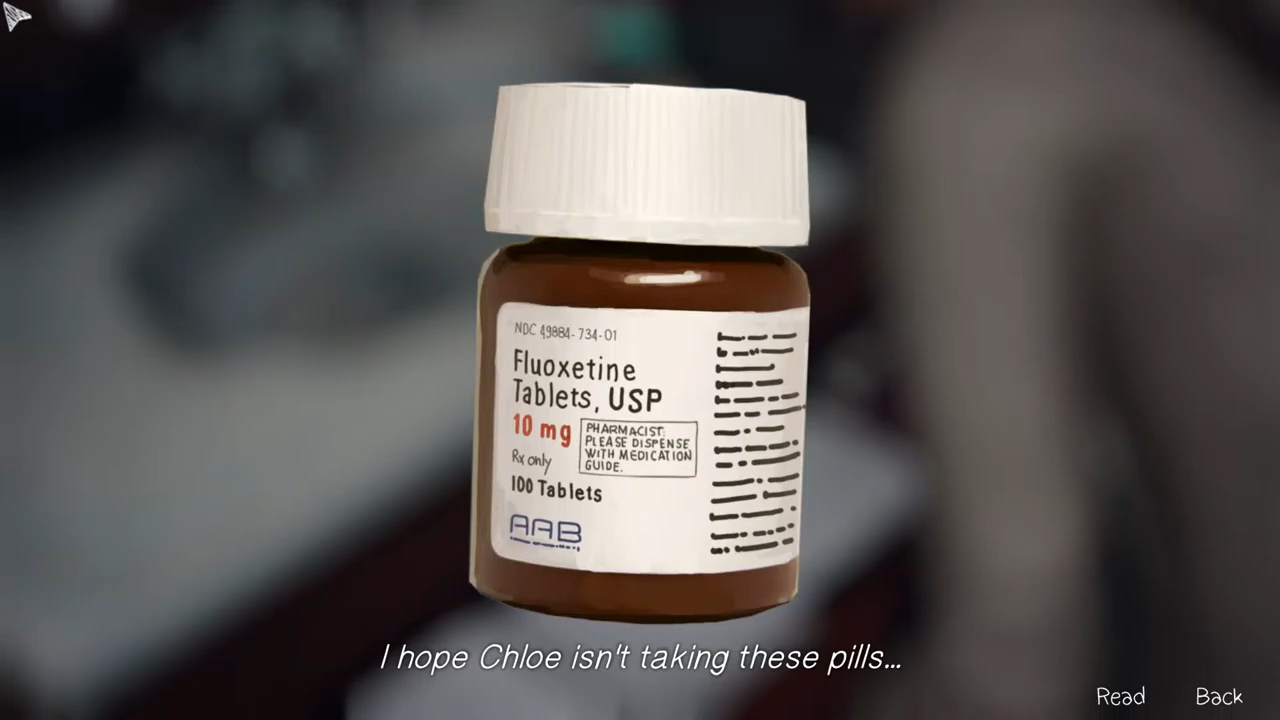 NDC 49884-734-01
Fluoxetine
Tablets, USP
10 mg
PHARMACIST:
PLEASE DISPENSE
WITH MEDICATION
GUIDE.
Rx only
100 Tablets
AAB
I hope Chloe isn't taking these pills...
Read Back